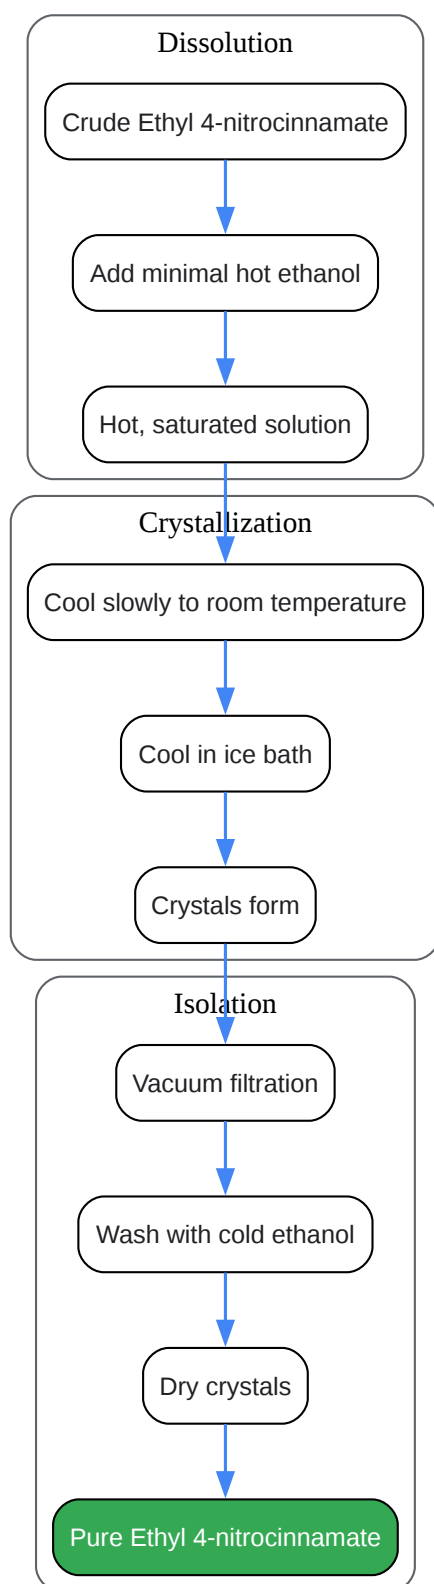 Dissolution
Crude Ethyl 4-nitrocinnamate
Add minimal hot ethanol
Hot, saturated solution
Crystallization
Cool slowly to room temperature
Cool in ice bath
Crystals form
Isolation
Vacuum filtration
Wash with cold ethanol
Dry crystals
Pure Ethyl 4-nitrocinnamate